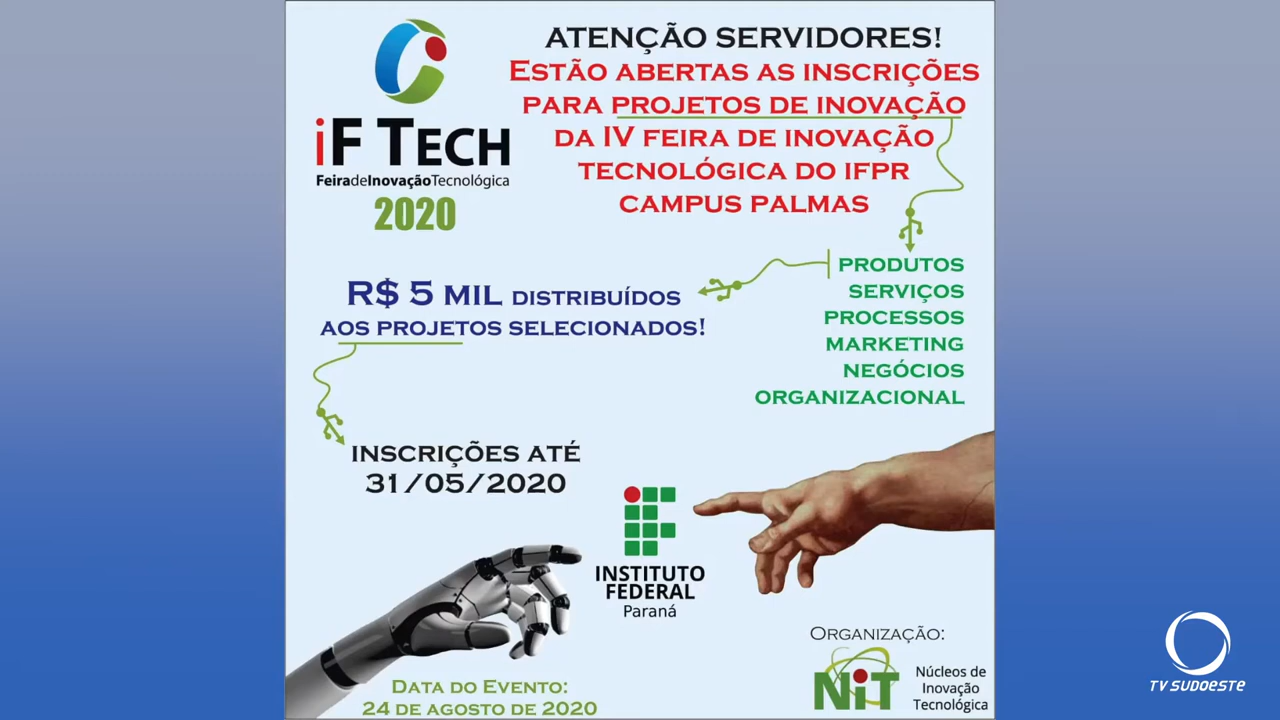 iF TECH
FeiradeInovaçãoTecnológica
2020
ATENÇÃO SERVIDORES!
ESTÃO ABERTAS AS INSCRIÇÕES
PARA PROJETOS DE INOVAÇÃO
DA IV FEIRA DE INOVAÇÃO
TECNOLÓGICA DO IFPR
CAMPUS PALMAS
PRODUTOS
SERVIÇOS
PROCESSOS
MARKETING
NEGÓCIOS
ORGANIZACIONAL
R$ 5 MIL DISTRIBUÍDOS
AOS PROJETOS SELECIONADOS!
INSCRIÇÕES ATÉ
31/05/2020
INSTITUTO
FEDERAL
Paraná
DATA DO EVENTO:
24 DE AGOSTO DE 2020
ORGANIZAÇÃO:
NiT
Núcleos de
Inovação
Tecnológica
TV SUDOESTE